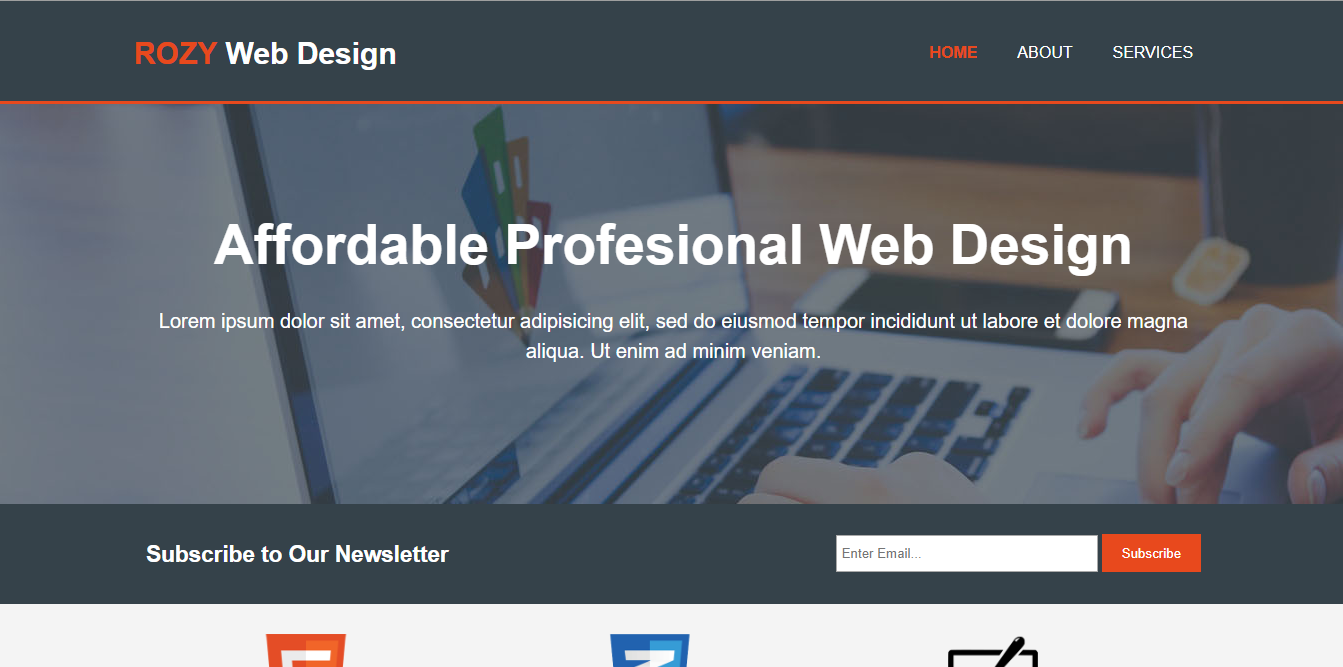 ROZY Web Design
HOME ABOUT SERVICES
Affordable Profesional Web Design
Lorem ipsum dolor sit amet, consectetur adipisicing elit, sed do eiusmod tempor incididunt ut labore et dolore magna
aliqua. Ut enim ad minim veniam.
Subscribe to Our Newsletter
Enter Email... Subscribe